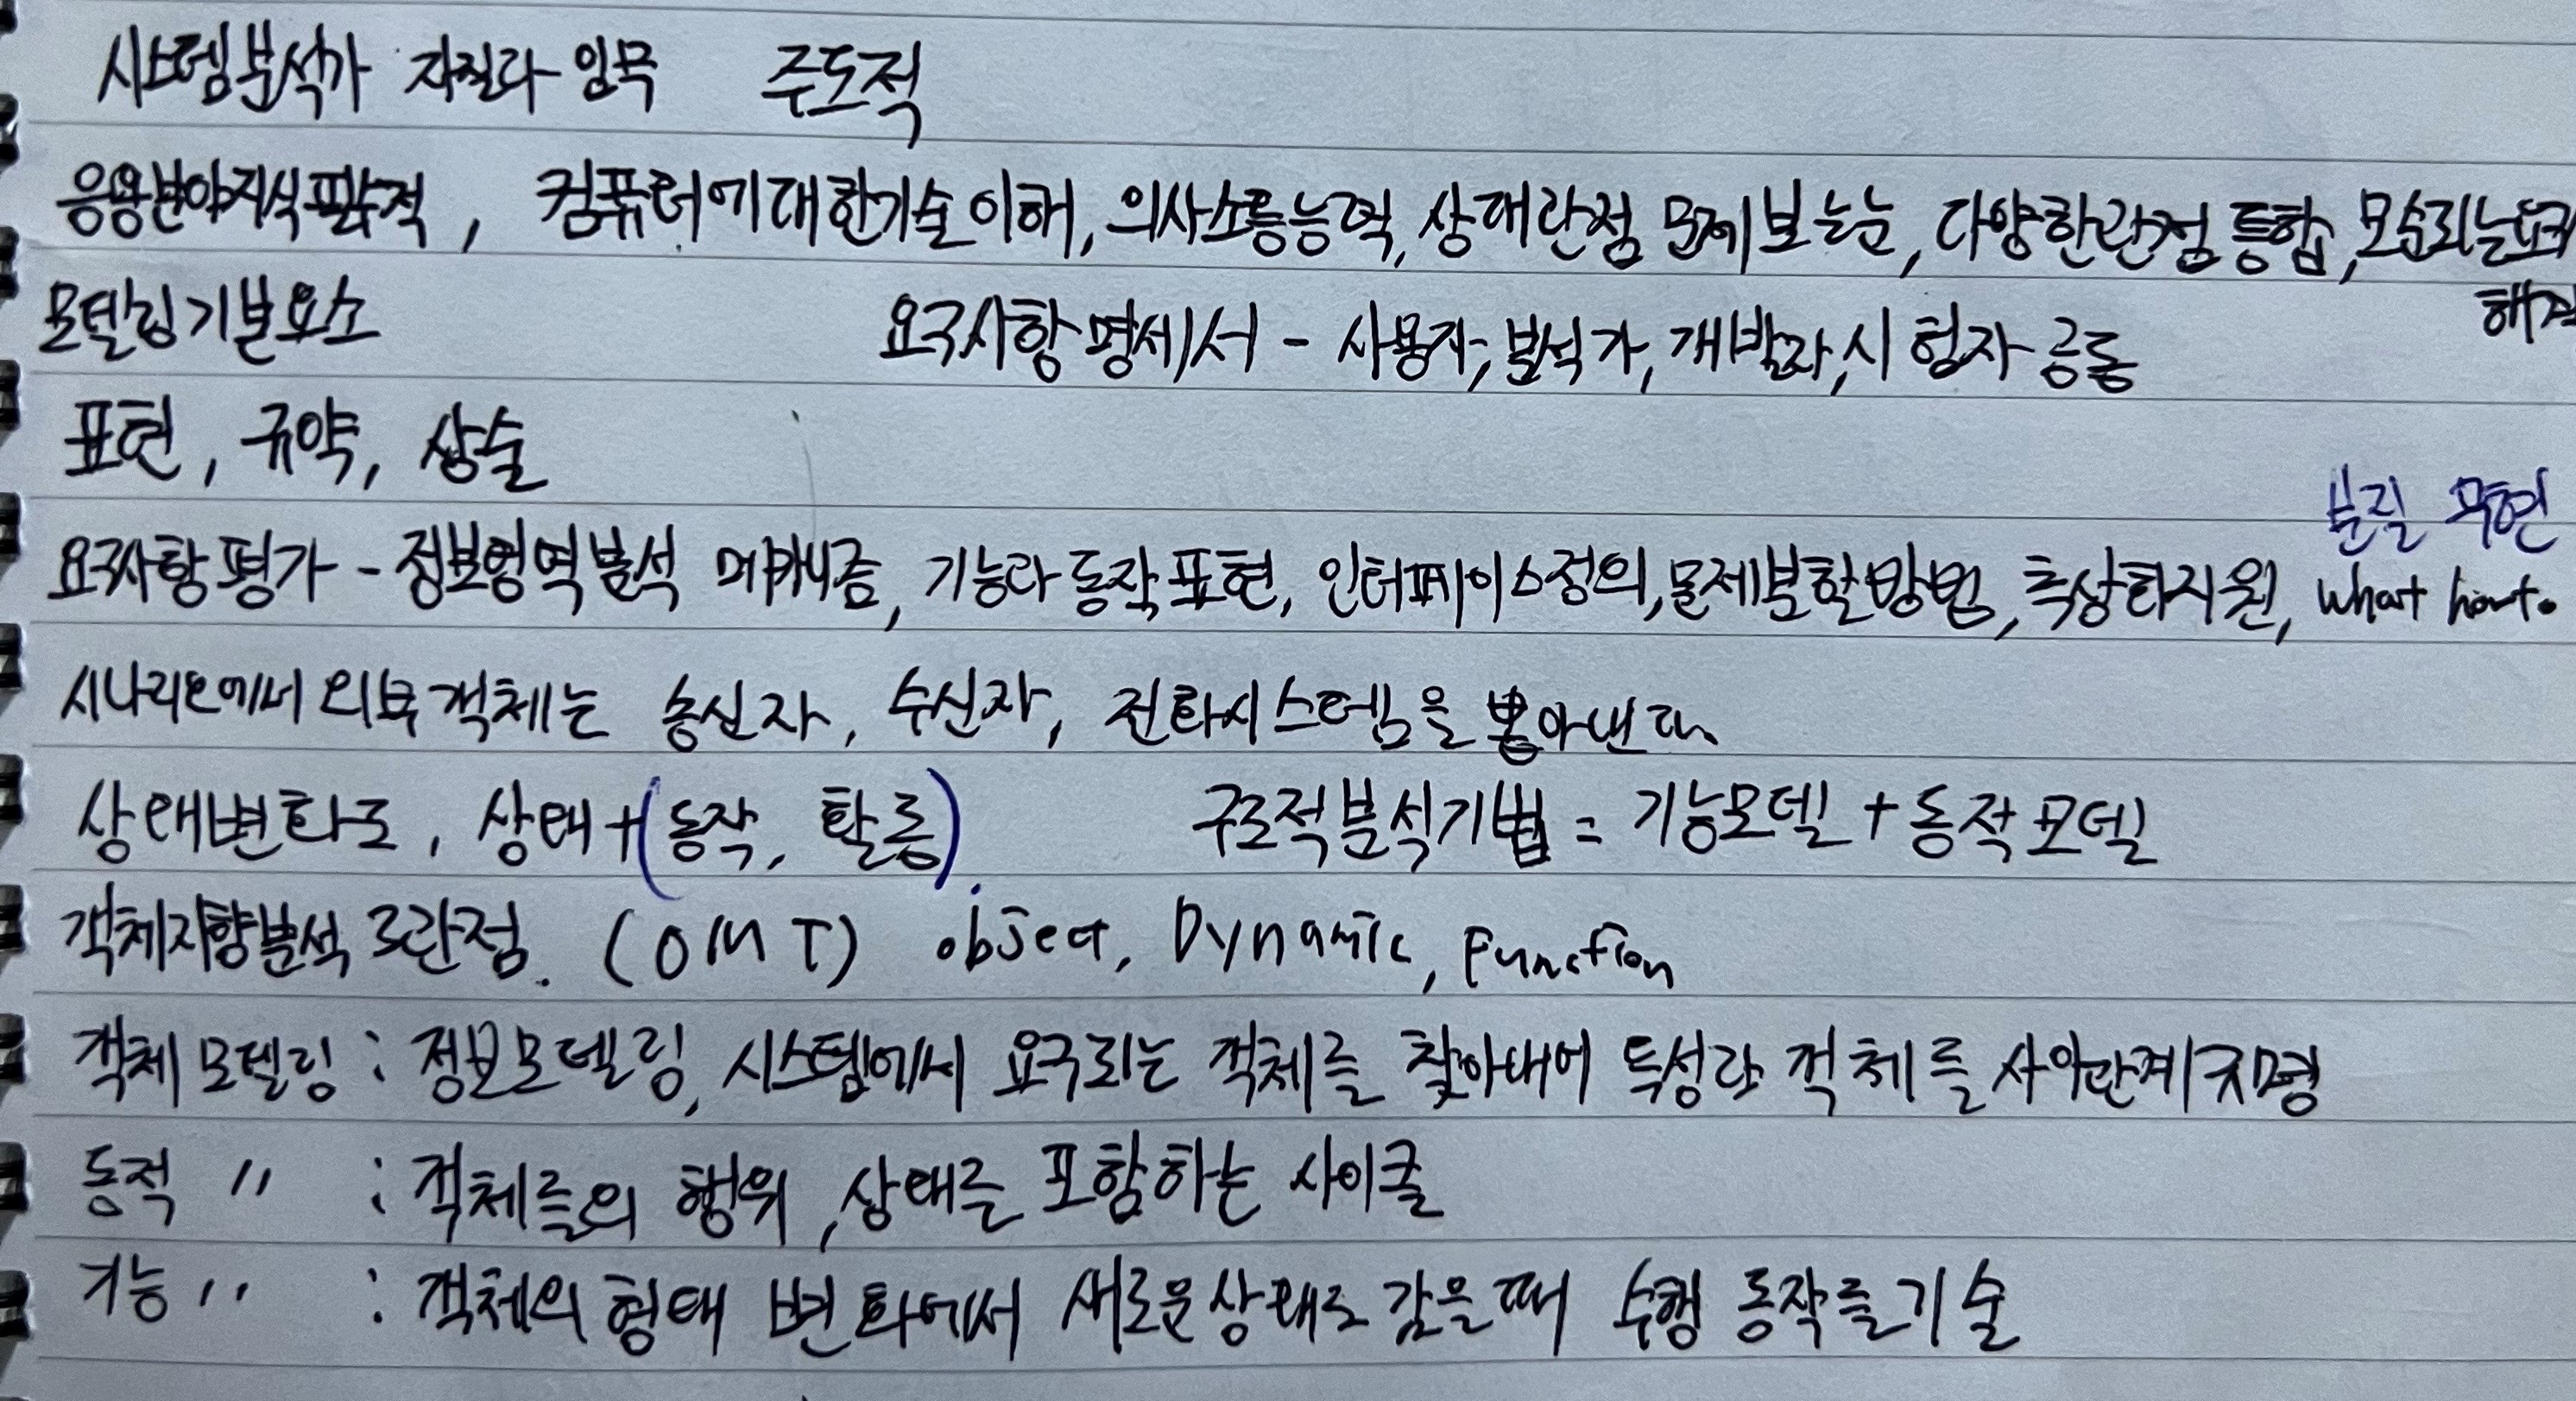 시스템분석가 자질과 임무 주도적
응용분야지식 축적, 컴퓨터에대한기술이해, 의사소통능력, 상대관점 문제보는눈, 다양한관점통합, 모순되는요구
해결
모델링기본요소 요구사항명세서 - 사용자, 분석가, 개발자, 시험자 공통
표현, 규약, 상술
본질 구현
요구사항평가 - 정보영역분석 메커니즘, 기능과동작표현, 인터페이스정의, 문제분할방법, 추상화지원, what
시나리오에서 외부객체는 송신자, 수신자, 전화시스템을 뽑아낸다
상태변화도, 상태+(동작, 활동). 구조적분석기법 = 기능모델 + 동적모델
객체지향분석 3관점. (OMT) object, Dynamic, Function
객체모델링 : 정보모델링, 시스템에서 요구되는 객체를 찾아내어 특성과 객체를 사이관계
동적 〃 : 객체들의 행위, 상태를 포함하는 사이클
기능 〃 : 객체의 형태 변화에서 새로운상태로 갔을때 수행 동작를기술